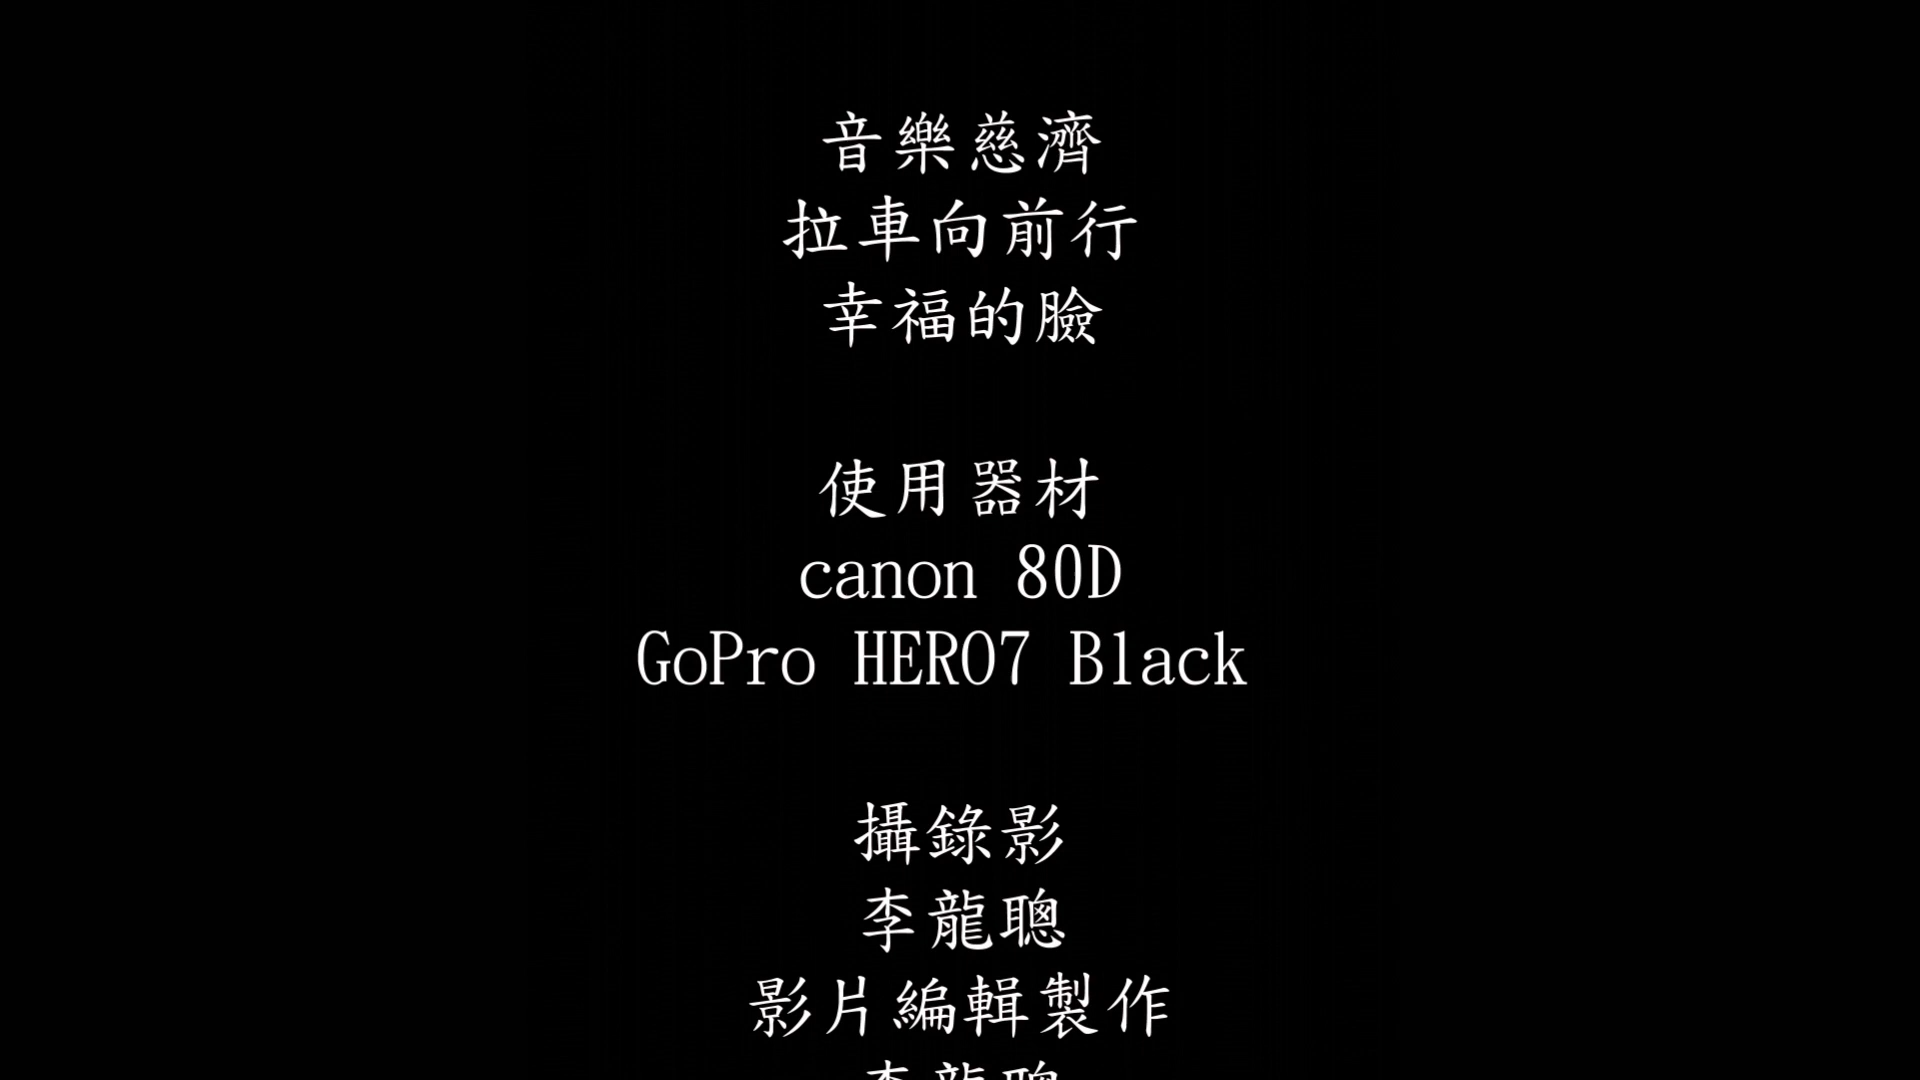 音樂慈濟
拉車向前行
幸福的臉
使用器材
canon 80D
GoPro HERO7 Black
攝錄影
李龍聰
影片編輯製作